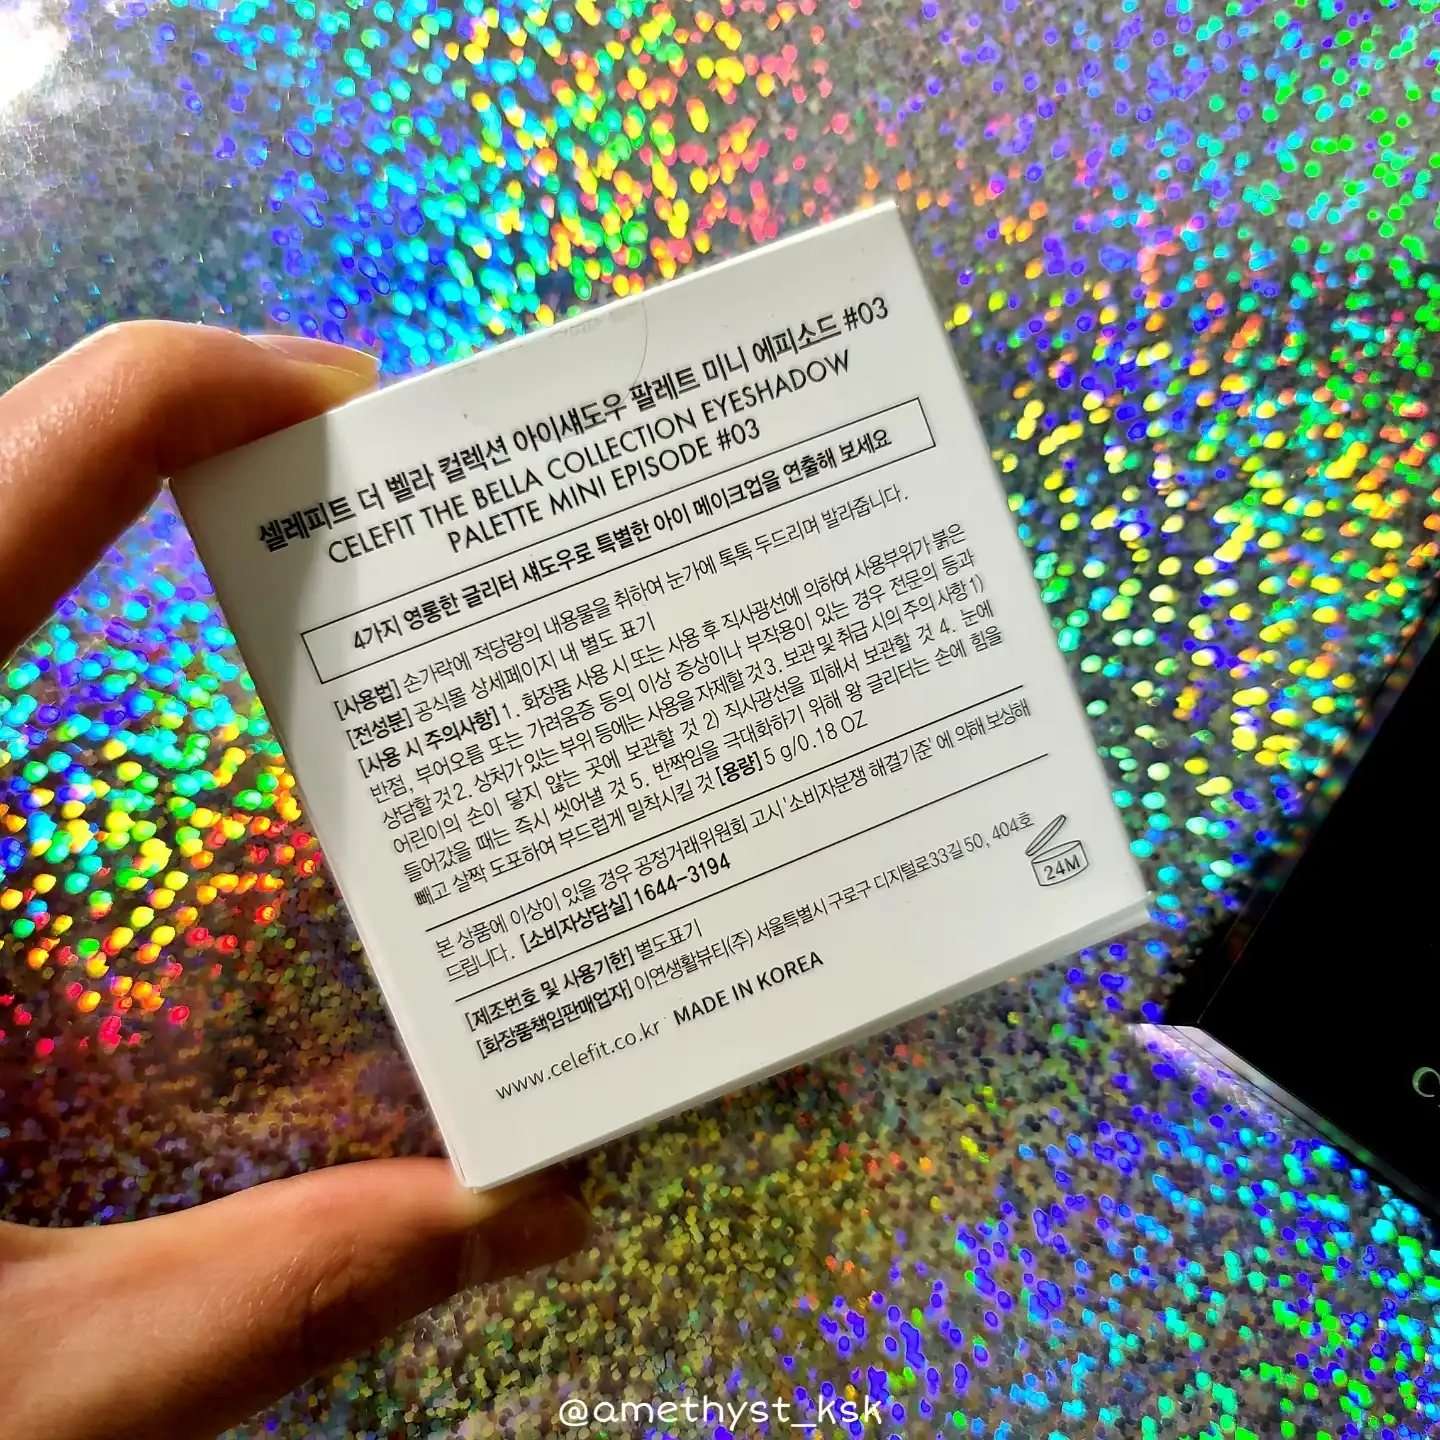 셀레피트 더 벨라 컬렉션 아이섀도우 팔레트 미니 에피소드 #03
CELEFIT THE BELLA COLLECTION EYESHADOW
PALETTE MINI EPISODE #03
4가지 영롱한 글리터 섀도우로 특별한 아이 메이크업을 연출해 보세요
[사용법] 손가락에 적당량의 내용물을 취하여 눈가에 톡톡 두드리며 발라줍니다.
[전성분] 공식몰 상세페이지 내 별도 표기
[사용 시 주의사항] 1. 화장품 사용 시 또는 사용 후 직사광선에 의하여 사용부위가 붉은
반점, 부어오름 또는 가려움증 등의 이상 증상이나 부작용이 있는 경우 전문의 등과
상담할 것 2. 상처가 있는 부위 등에는 사용을 자제할 것 3. 보관 및 취급 시의 주의 사항 1)
어린이의 손이 닿지 않는 곳에 보관할 것 2) 직사광선을 피해서 보관할 것 4. 눈에
들어갔을 때는 즉시 씻어낼 것 5. 반짝임을 극대화하기 위해 왕 글리터는 손에 힘을
빼고 살짝 도포하여 부드럽게 밀착시킬 것 [용량] 5 g/0.18 OZ
본 상품에 이상이 있을 경우 공정거래위원회 고시 '소비자분쟁 해결기준' 에 의해 보상해
드립니다. [소비자상담실] 1644-3194
[제조번호 및 사용기한] 별도표기
[화장품책임판매업자] 이연생활뷰티(주) 서울특별시 구로구 디지털로33길 50, 404호
24M
www.celefit.co.kr MADE IN KOREA
@amethyst_ksk